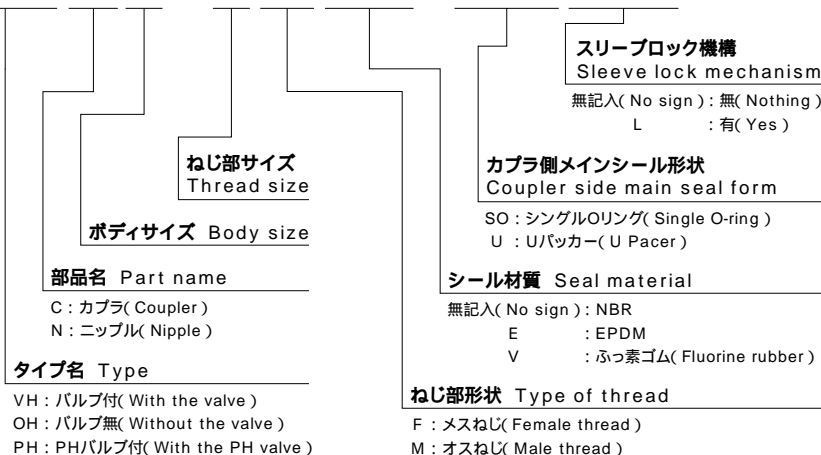 スリーブロック機構
Sleeve lock mechanism
無記入( No sign ) : 無( Nothing )
L : 有( Yes )
ねじ部サイズ
Thread size
カプラ側メインシール形状
Coupler side main seal form
SO : シングルOリング( Single O-ring )
U : Uパッカー( U Pacer )
ボディサイズ Body size
部品名 Part name
C : カプラ( Coupler )
N : ニップル( Nipple )
シール材質 Seal material
無記入( No sign ) : NBR
E : EPDM
V : ふっ素ゴム( Fluorine rubber )
タイプ名 Type
VH : バルブ付( With the valve )
OH : バルブ無( Without the valve )
PH : PHバルブ付( With the PH valve )
ねじ部形状 Type of thread
F : メスねじ( Female thread )
M : オスねじ( Male thread )